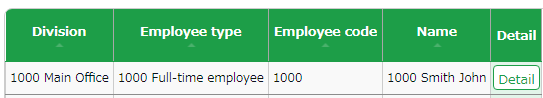 Division Employee type Employee code Name Detail
1000 Main Office 1000 Full-time employee 1000 1000 Smith John Detail